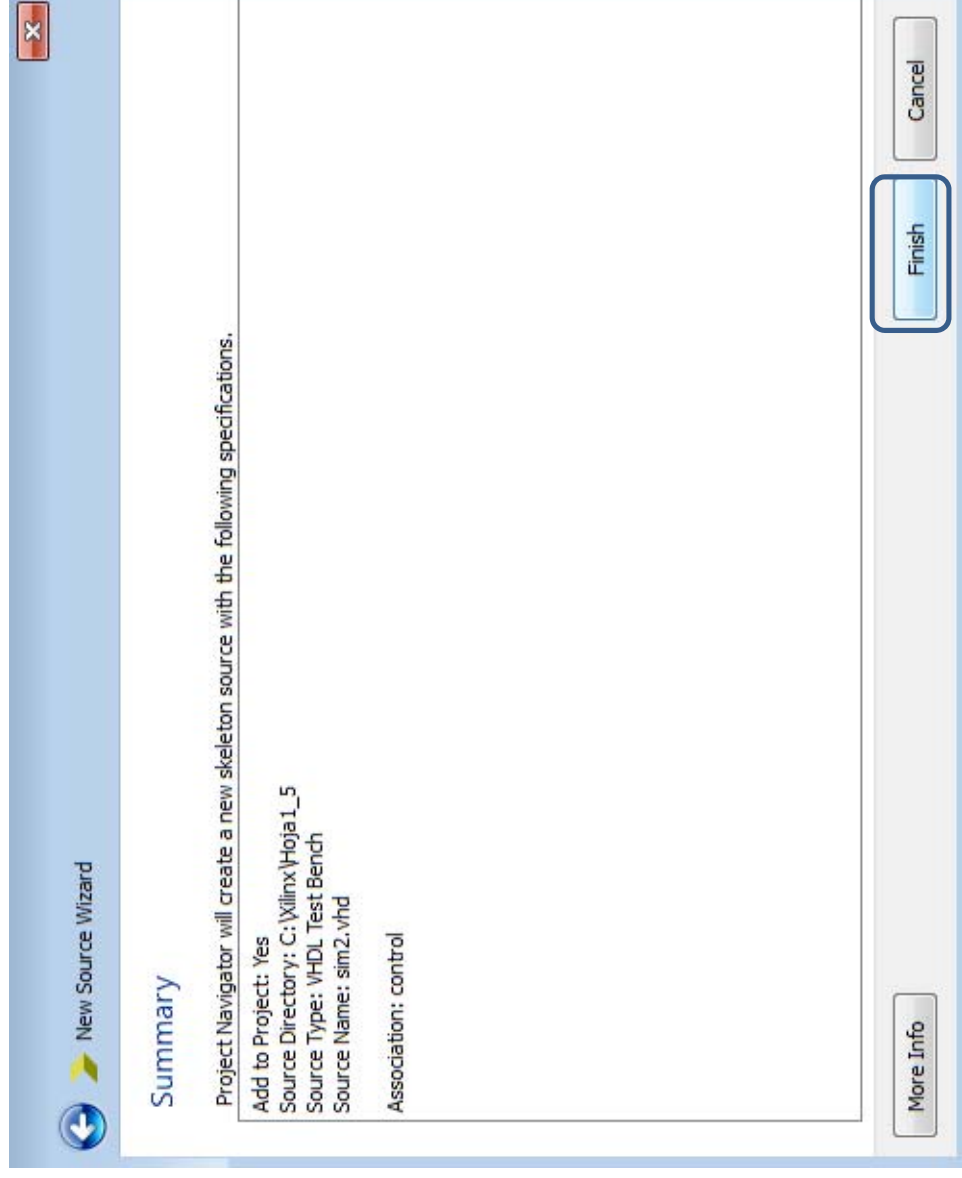 New Source Wizard
Summary
Project Navigator will create a new skeleton source with the following specifications.
Add to Project: Yes
Source Directory: C:\Xilinx\Hoja1_5
Source Type: VHDL Test Bench
Source Name: sim2.vhd
Association: control
More Info
Finish
Cancel